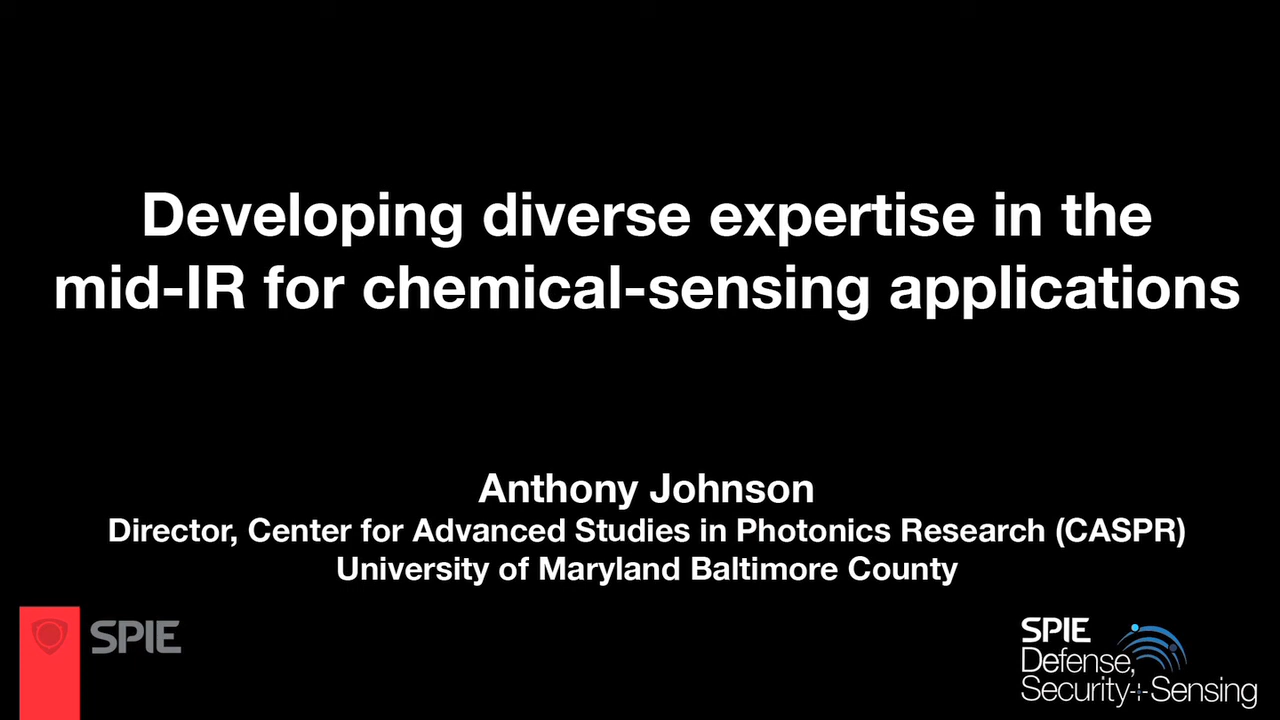 Developing diverse expertise in the
mid-IR for chemical-sensing applications
Anthony Johnson
Director, Center for Advanced Studies in Photonics Research (CASPR)
University of Maryland Baltimore County
SPIE
SPIE
Defense,
Security+Sensing